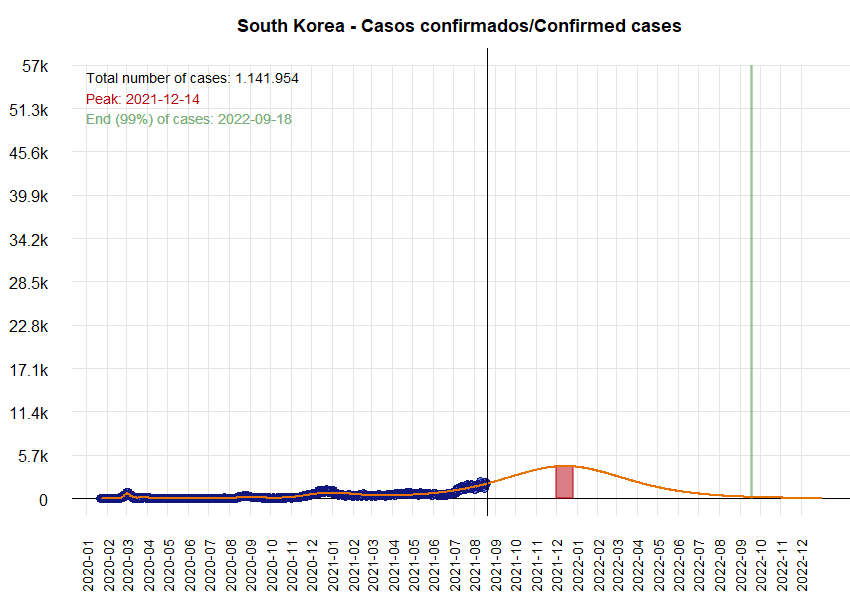 South Korea - Casos confirmados/Confirmed cases
57k
51.3k
45.6k
39.9k
34.2k
28.5k
22.8k
17.1k
11.4k
5.7k
0
Total number of cases: 1.141.954
Peak: 2021-12-14
End (99%) of cases: 2022-09-18
2020-01
2020-02
2020-03
2020-04
2020-05
2020-06
2020-07
2020-08
2020-09
2020-10
2020-11
2020-12
2021-01
2021-02
2021-03
2021-04
2021-05
2021-06
2021-07
2021-08
2021-09
2021-10
2021-11
2021-12
2022-01
2022-02
2022-03
2022-04
2022-05
2022-06
2022-07
2022-08
2022-09
2022-10
2022-11
2022-12